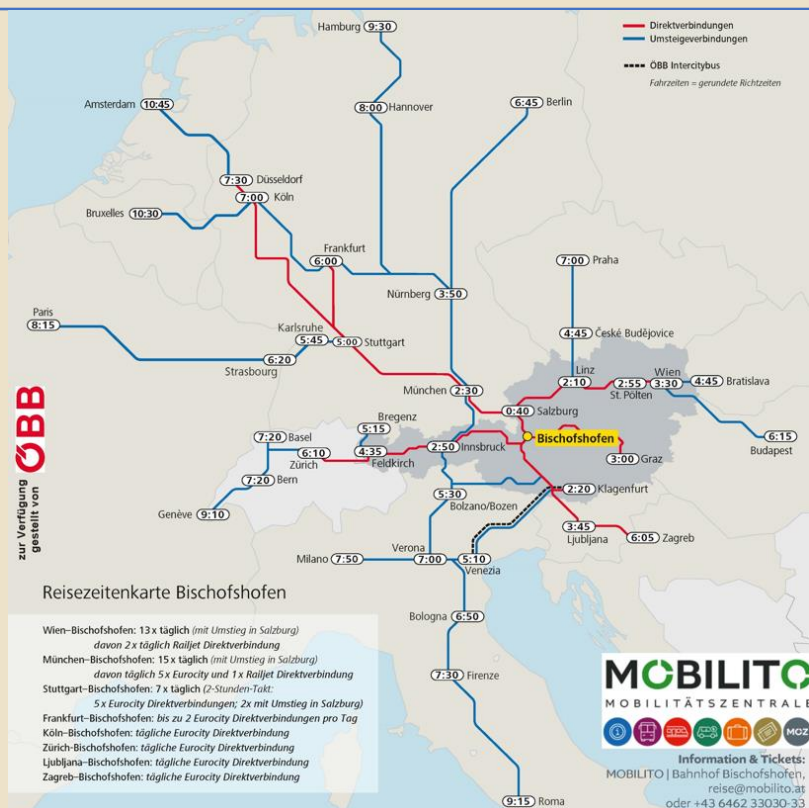 Hamburg 9:30
Direktverbindungen
Umsteigeverbindungen
ÖBB Intercitybus
Fahrzeiten = gerundete Richtzeiten
Amsterdam 10:45
8:00 Hannover
6:45 Berlin
7:30 Düsseldorf
7:00 Köln
Bruxelles 10:30
Frankfurt
6:00
7:00 Praha
Nürnberg 3:50
Paris
8:15
Karlsruhe
5:45 5:00 Stuttgart
4:45 České Budějovice
6:20
Strasbourg
Linz
2:10
2:55
St. Pölten
Wien
3:30
4:45 Bratislava
München 2:30
0:40 Salzburg
Bregenz
5:15
Bischofshofen
6:15
Budapest
7:20 Basel
6:10
Zürich
4:35
Feldkirch
2:50 Innsbruck
3:00 Graz
7:20 Bern
5:30
Bolzano/Bozen
2:20 Klagenfurt
Genève 9:10
3:45
Ljubljana
6:05 Zagreb
Verona
Milano 7:50
7:00
5:10
Venezia
Bologna
6:50
7:30 Firenze
9:15 Roma
zur Verfügung
gestellt von
ÖBB
Reisezeitenkarte Bischofshofen
Wien–Bischofshofen: 13 x täglich (mit Umstieg in Salzburg)
davon 2 x täglich Railjet Direktverbindung
München–Bischofshofen: 15 x täglich (mit Umstieg in Salzburg)
davon täglich 5 x Eurocity und 1 x Railjet Direktverbindung
Stuttgart–Bischofshofen: 7 x täglich (2-Stunden-Takt:
5 x Eurocity Direktverbindungen; 2x mit Umstieg in Salzburg)
Frankfurt–Bischofshofen: bis zu 2 Eurocity Direktverbindungen pro Tag
Köln–Bischofshofen: tägliche Eurocity Direktverbindung
Zürich-Bischofshofen: tägliche Eurocity Direktverbindung
Ljubljana–Bischofshofen: tägliche Eurocity Direktverbindung
Zagreb–Bischofshofen: tägliche Eurocity Direktverbindung
MOBILITO
MOBILITÄTSZENTRALE
MOZ
Information & Tickets:
MOBILITO | Bahnhof Bischofshofen,
reise@mobilito.at
oder +43 6462 33030-33